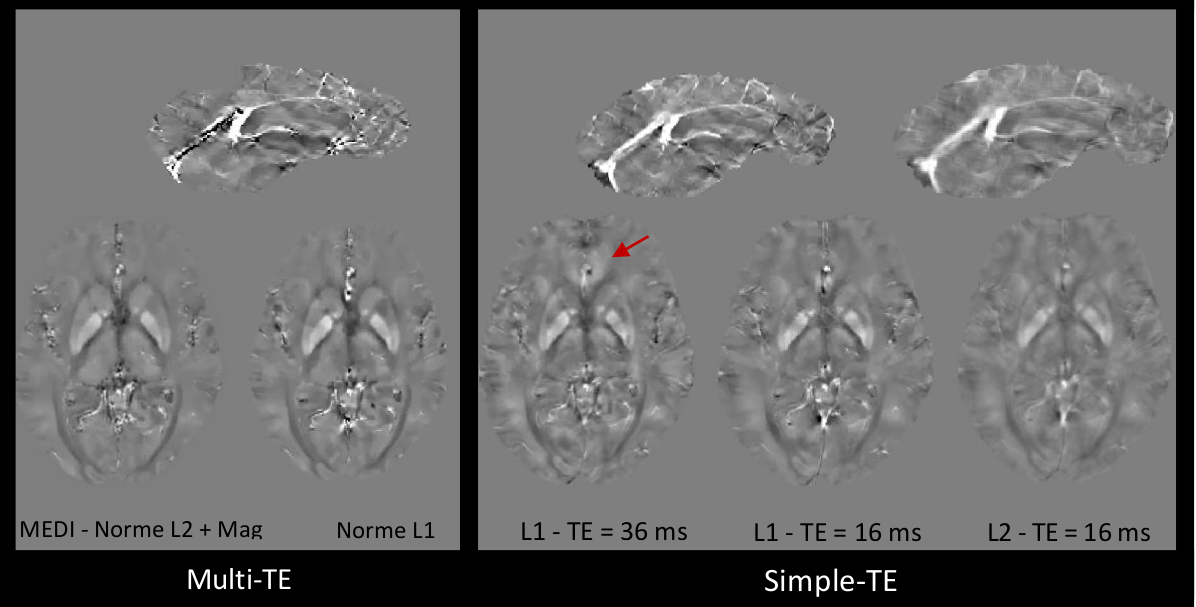 MEDI - Norme L2 + Mag
Norme L1
L1 - TE = 36 ms
L1 - TE = 16 ms
L2 - TE = 16 ms
Multi-TE
Simple-TE